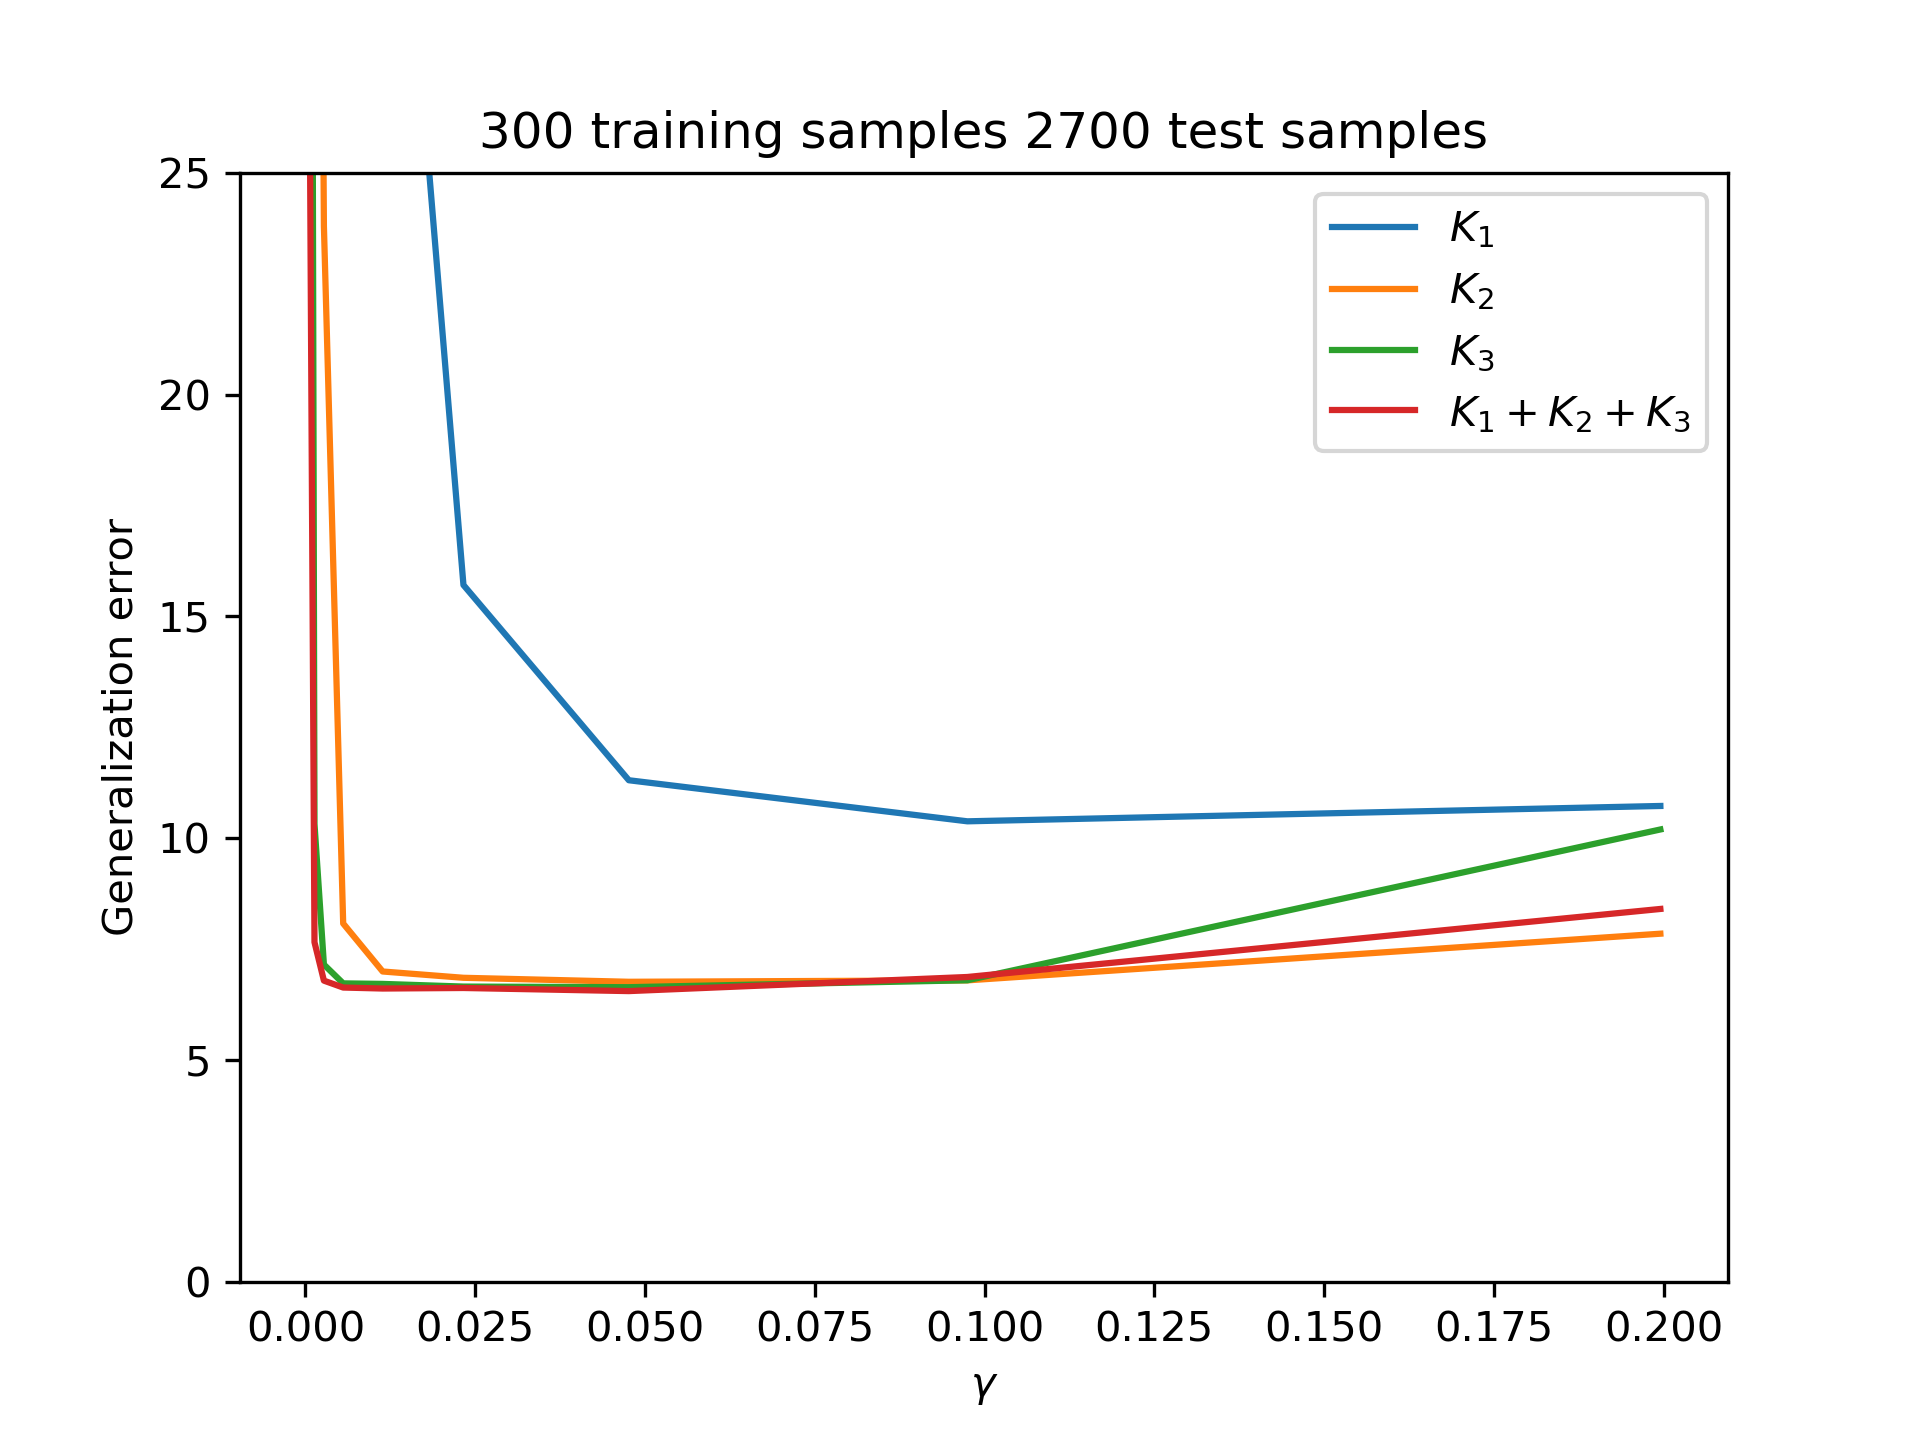 300 training samples 2700 test samples
25
20
15
10
5
0
Generalization error
K₁
K₂
K₃
K₁ + K₂ + K₃
0.000 0.025 0.050 0.075 0.100 0.125 0.150 0.175 0.200
γ